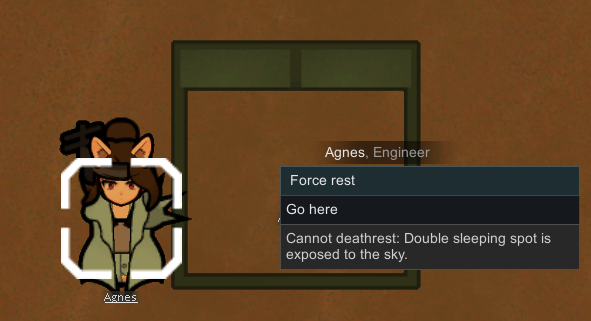 Agnes, Engineer
Force rest
Go here
Cannot deathrest: Double sleeping spot is
exposed to the sky.
Agnes